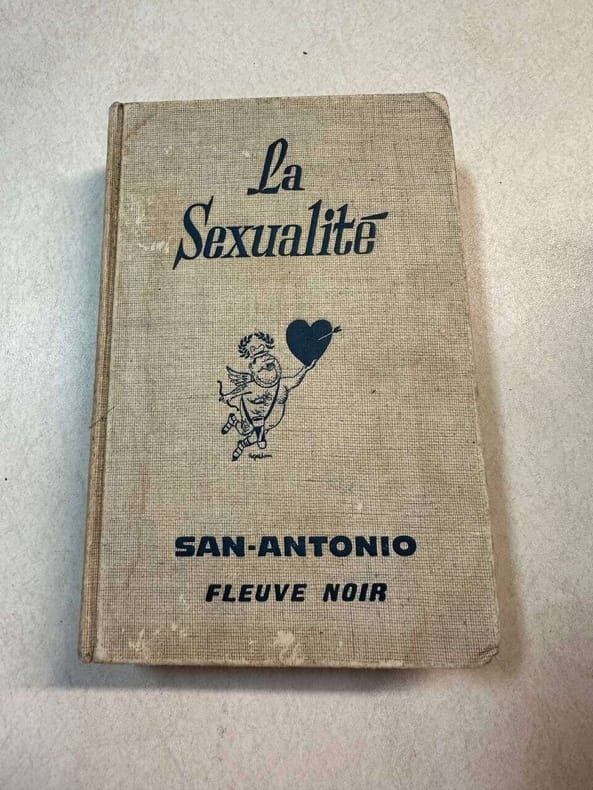 La
Sexualité
SAN-ANTONIO
FLEUVE NOIR